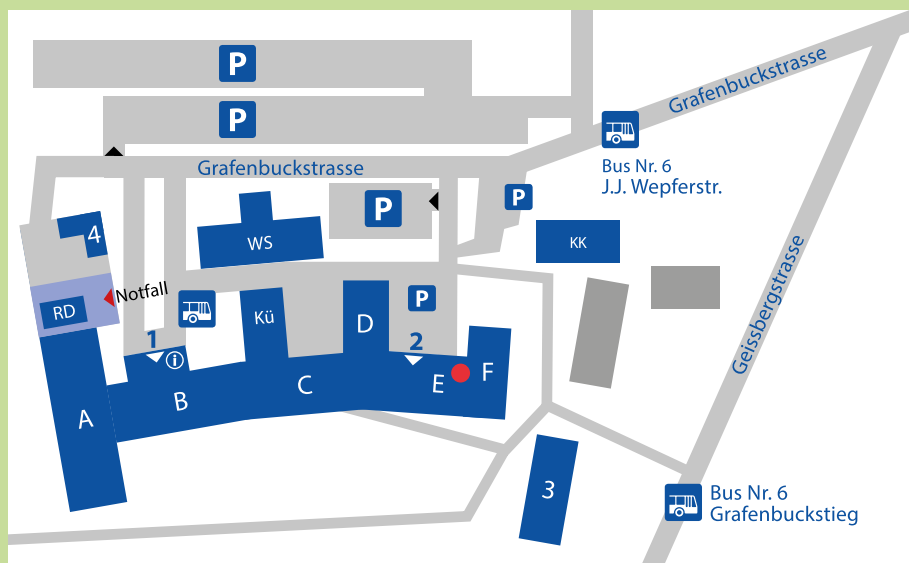 P
P
Grafenbuckstrasse
Grafenbuckstrasse
Bus Nr. 6
J.J. Wepferstr.
P
P
4
WS
KK
Notfall
RD
P
Kü
D
1
i
2
Geissbergstrasse
A
B
C
E
F
3
Bus Nr. 6
Grafenbuckstieg